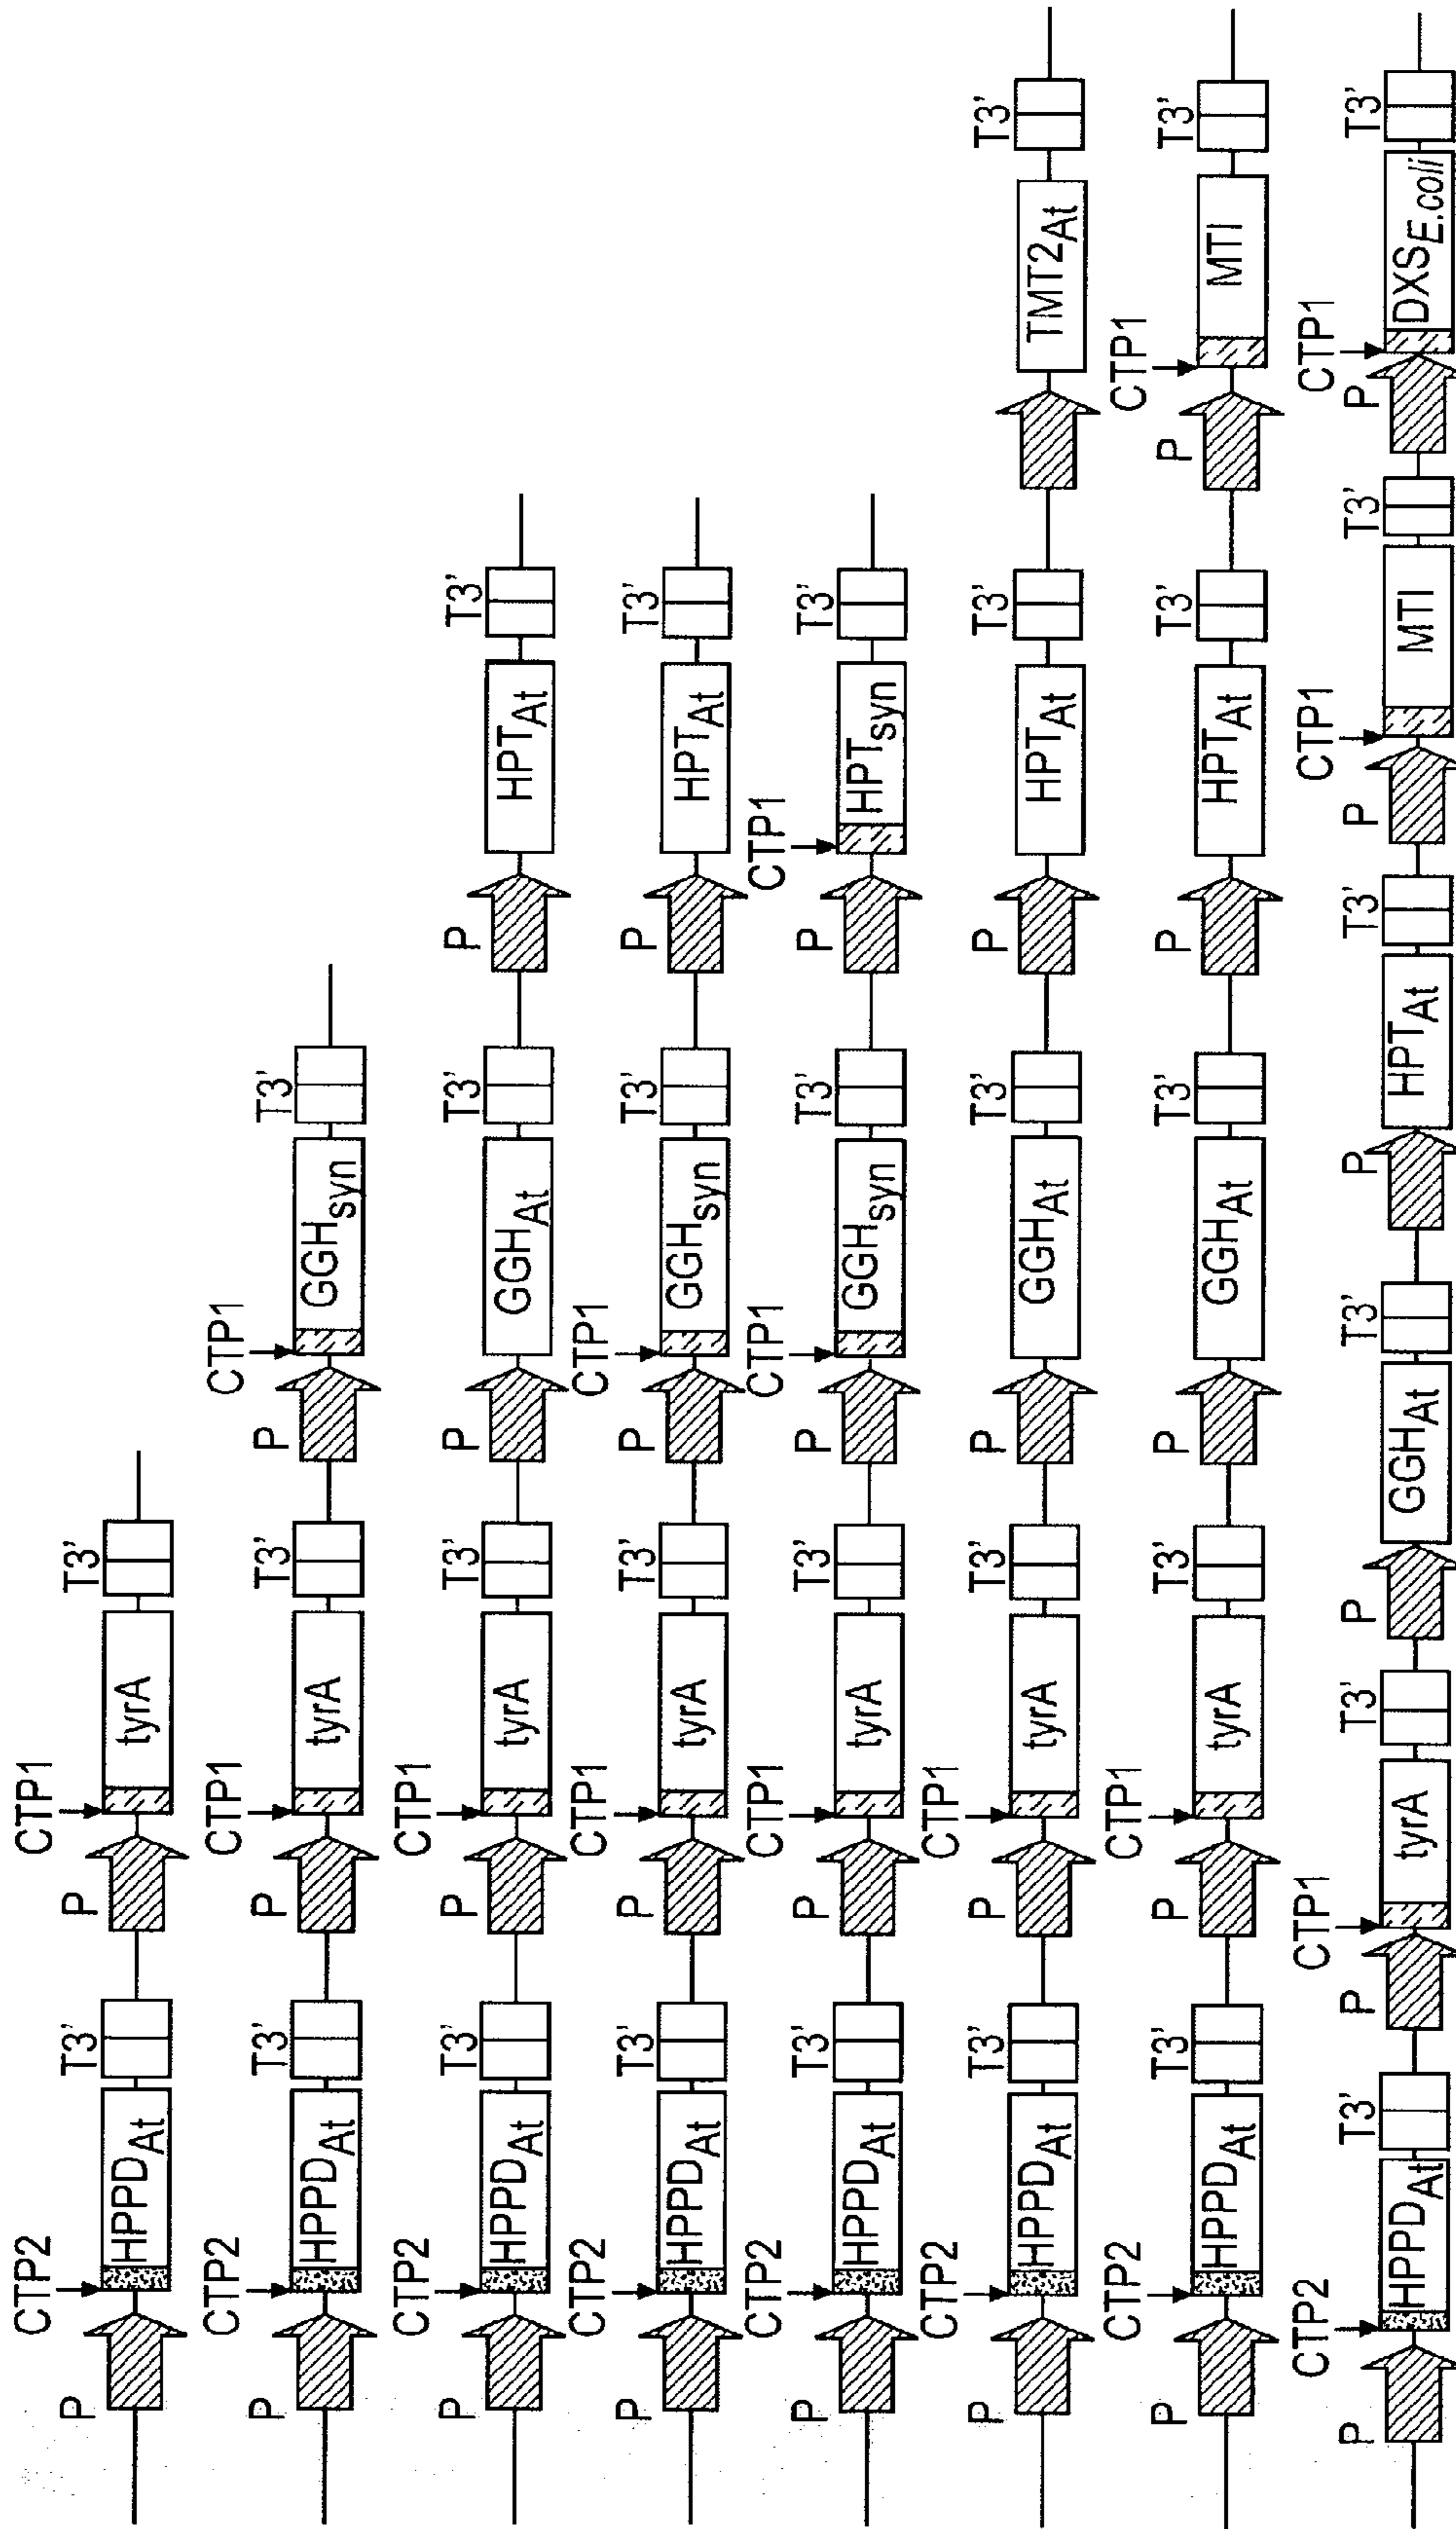 CTP2 CTP1
P T3' P T3'
HPPDAt tyrA
CTP2 CTP1 CTP1
P T3' P T3' P T3'
HPPDAt tyrA GGHsyn
CTP2 CTP1
P T3' P T3' P T3' P T3'
HPPDAt tyrA GGHAt HPTAt
CTP2 CTP1 CTP1
P T3' P T3' P T3' P T3'
HPPDAt tyrA GGHsyn HPTAt
CTP2 CTP1 CTP1 CTP1
P T3' P T3' P T3' P T3'
HPPDAt tyrA GGHsyn HPTsyn
CTP2 CTP1
P T3' P T3' P T3' P T3' T3'
HPPDAt tyrA GGHAt HPTAt TMT2At
CTP2 CTP1 CTP1
P T3' P T3' P T3' P T3' P T3'
HPPDAt tyrA GGHAt HPTAt MTI
CTP2 CTP1 CTP1 CTP1
P T3' P T3' P T3' P T3' P T3' P T3'
HPPDAt tyrA GGHAt HPTAt MTI DXSE.coli